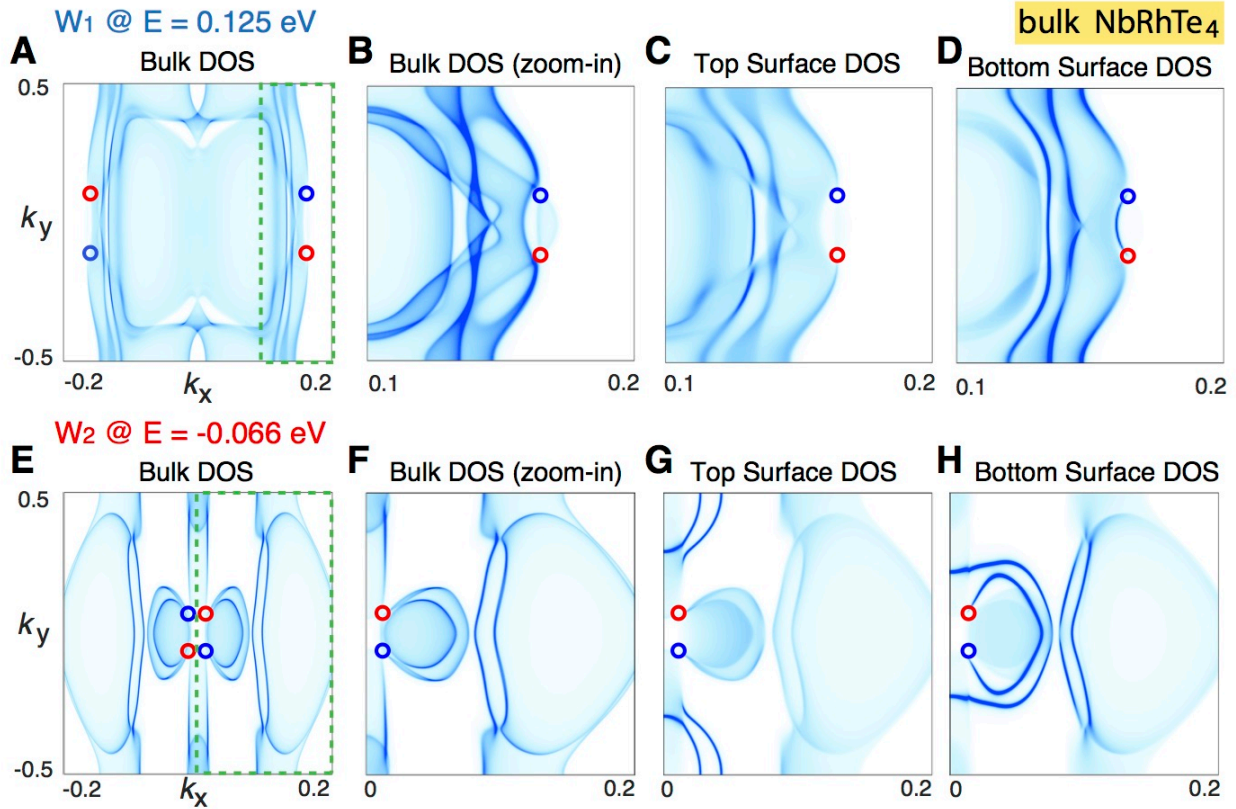 W1 @ E = 0.125 eV
bulk NbRhTe4
A
Bulk DOS
B
Bulk DOS (zoom-in)
C
Top Surface DOS
D
Bottom Surface DOS
0.5
ky
-0.5
-0.2
kx
0.2
0.1
0.2
0.1
0.2
0.1
0.2
W2 @ E = -0.066 eV
E
Bulk DOS
F
Bulk DOS (zoom-in)
G
Top Surface DOS
H
Bottom Surface DOS
0.5
ky
-0.5
-0.2
kx
0.2
0
0.2
0
0.2
0
0.2